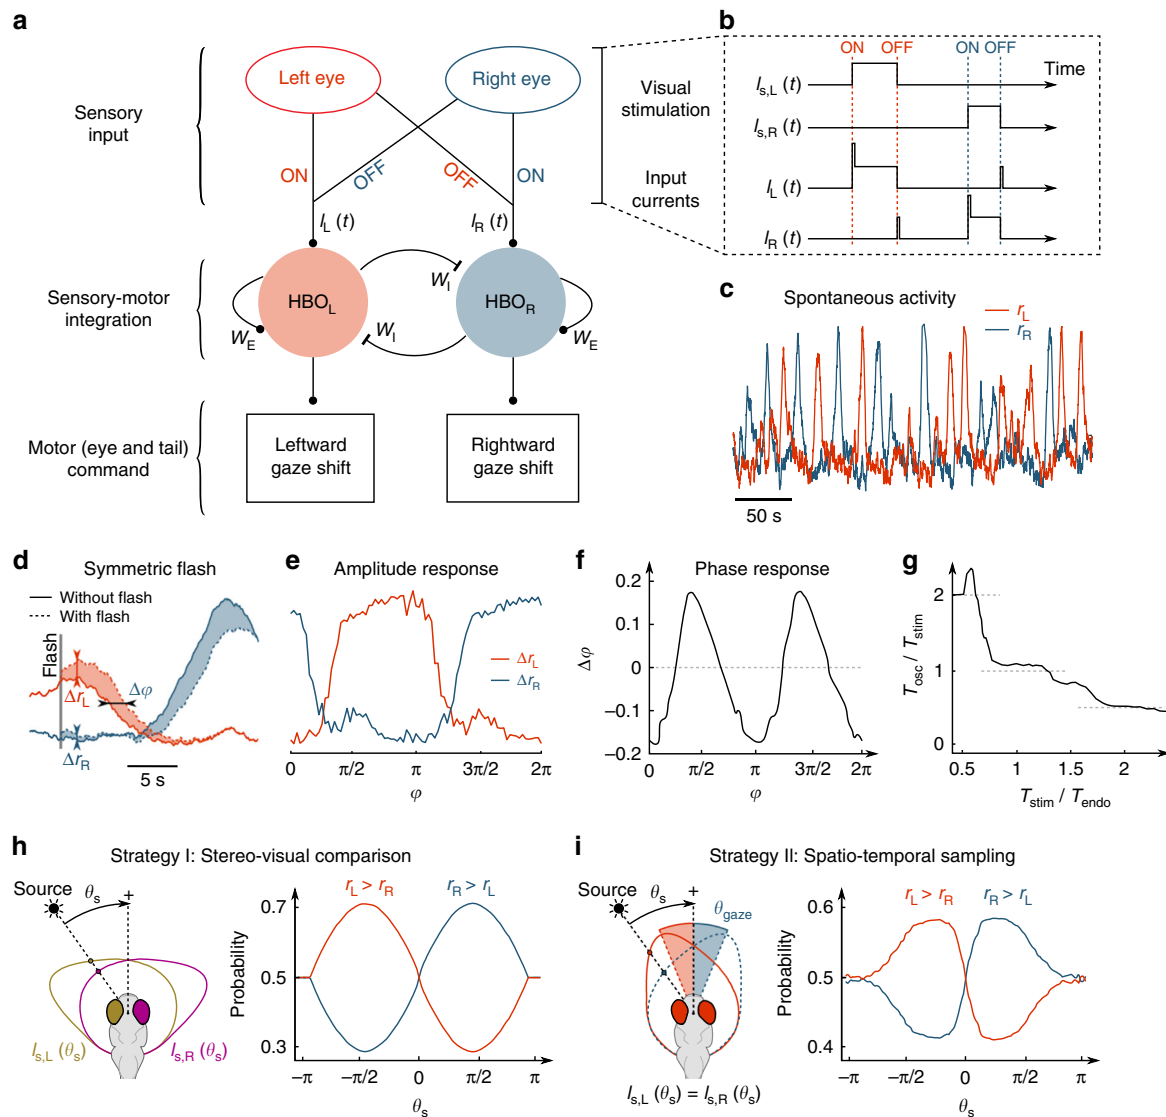 a
Sensory
input
Left eye
Right eye
ON
OFF
OFF
ON
I_L (t)
I_R (t)
Sensory-motor
integration
HBO_L
HBO_R
W_E
W_I
W_I
W_E
Motor (eye and tail)
command
Leftward
gaze shift
Rightward
gaze shift
b
Visual
stimulation
Input
currents
ON OFF ON OFF
Time
I_s,L (t)
I_s,R (t)
I_L (t)
I_R (t)
c
Spontaneous activity
r_L
r_R
50 s
d
Symmetric flash
Without flash
With flash
Flash
Δr_L
Δφ
Δr_R
5 s
e
Amplitude response
Δr_L
Δr_R
0 π/2 π 3π/2 2π
φ
f
Phase response
0.2
0.1
0
−0.1
−0.2
Δφ
0 π/2 π 3π/2 2π
φ
g
T_osc / T_stim
2
1
0
0.5 1 1.5 2
T_stim / T_endo
h
Strategy I: Stereo-visual comparison
Source
θ_s
+
I_s,L (θ_s)
I_s,R (θ_s)
Probability
r_L > r_R
r_R > r_L
0.7
0.5
0.3
−π −π/2 0 π/2 π
θ_s
i
Strategy II: Spatio-temporal sampling
Source
θ_s
+
θ_gaze
I_s,L (θ_s) = I_s,R (θ_s)
Probability
r_L > r_R
r_R > r_L
0.6
0.5
0.4
−π −π/2 0 π/2 π
θ_s